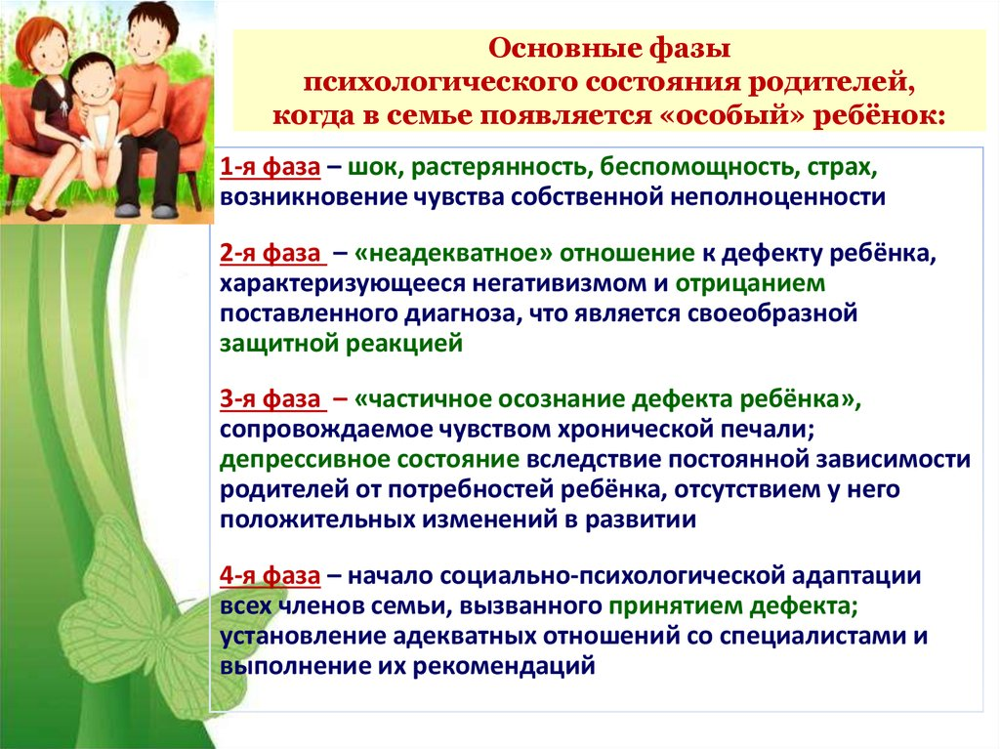 Основные фазы
психологического состояния родителей,
когда в семье появляется «особый» ребёнок:
1-я фаза – шок, растерянность, беспомощность, страх,
возникновение чувства собственной неполноценности
2-я фаза – «неадекватное» отношение к дефекту ребёнка,
характеризующееся негативизмом и отрицанием
поставленного диагноза, что является своеобразной
защитной реакцией
3-я фаза – «частичное осознание дефекта ребёнка»,
сопровождаемое чувством хронической печали;
депрессивное состояние вследствие постоянной зависимости
родителей от потребностей ребёнка, отсутствием у него
положительных изменений в развитии
4-я фаза – начало социально-психологической адаптации
всех членов семьи, вызванного принятием дефекта;
установление адекватных отношений со специалистами и
выполнение их рекомендаций